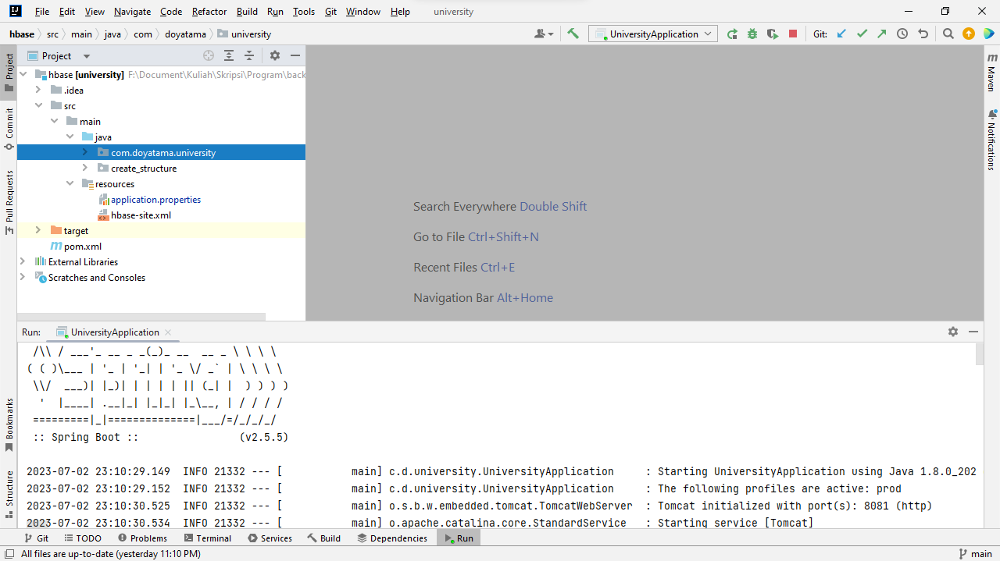 File Edit View Navigate Code Refactor Build Run Tools Git Window Help university
hbase src main java com doyatama university UniversityApplication Git:
Project
hbase [university] F:\Document\Kuliah\Skripsi\Program\back
.idea
src
main
java
com.doyatama.university
create_structure
resources
application.properties
hbase-site.xml
target
pom.xml
External Libraries
Scratches and Consoles
Project
Commit
Pull Requests
Bookmarks
Structure
Search Everywhere Double Shift
Go to File Ctrl+Shift+N
Recent Files Ctrl+E
Navigation Bar Alt+Home
Maven
Notifications
Run: UniversityApplication
 /\\ / ___'_ __ _ _(_)_ __  __ _ \ \ \ \
( ( )\___ | '_ | '_| | '_ \/ _` | \ \ \ \
 \\/  ___)| |_)| | | | | || (_| |  ) ) ) )
  '  |____| .__|_| |_|_| |_\__, | / / / /
 =========|_|==============|___/=/_/_/_/
 :: Spring Boot ::                (v2.5.5)
2023-07-02 23:10:29.149  INFO 21332 --- [           main] c.d.university.UniversityApplication     : Starting UniversityApplication using Java 1.8.0_202
2023-07-02 23:10:29.152  INFO 21332 --- [           main] c.d.university.UniversityApplication     : The following profiles are active: prod
2023-07-02 23:10:30.525  INFO 21332 --- [           main] o.s.b.w.embedded.tomcat.TomcatWebServer  : Tomcat initialized with port(s): 8081 (http)
2023-07-02 23:10:30.534  INFO 21332 --- [           main] o.apache.catalina.core.StandardService   : Starting service [Tomcat]
Git TODO Problems Terminal Services Build Dependencies Run
All files are up-to-date (yesterday 11:10 PM) main